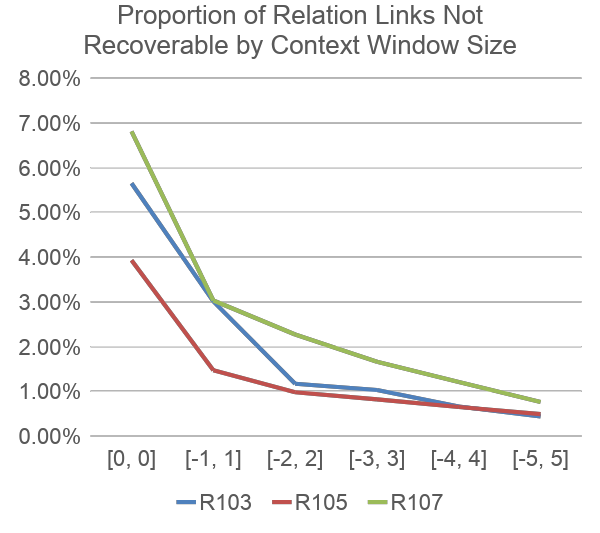 Proportion of Relation Links Not
Recoverable by Context Window Size
8.00%
7.00%
6.00%
5.00%
4.00%
3.00%
2.00%
1.00%
0.00%
[0, 0] [-1, 1] [-2, 2] [-3, 3] [-4, 4] [-5, 5]
R103 R105 R107